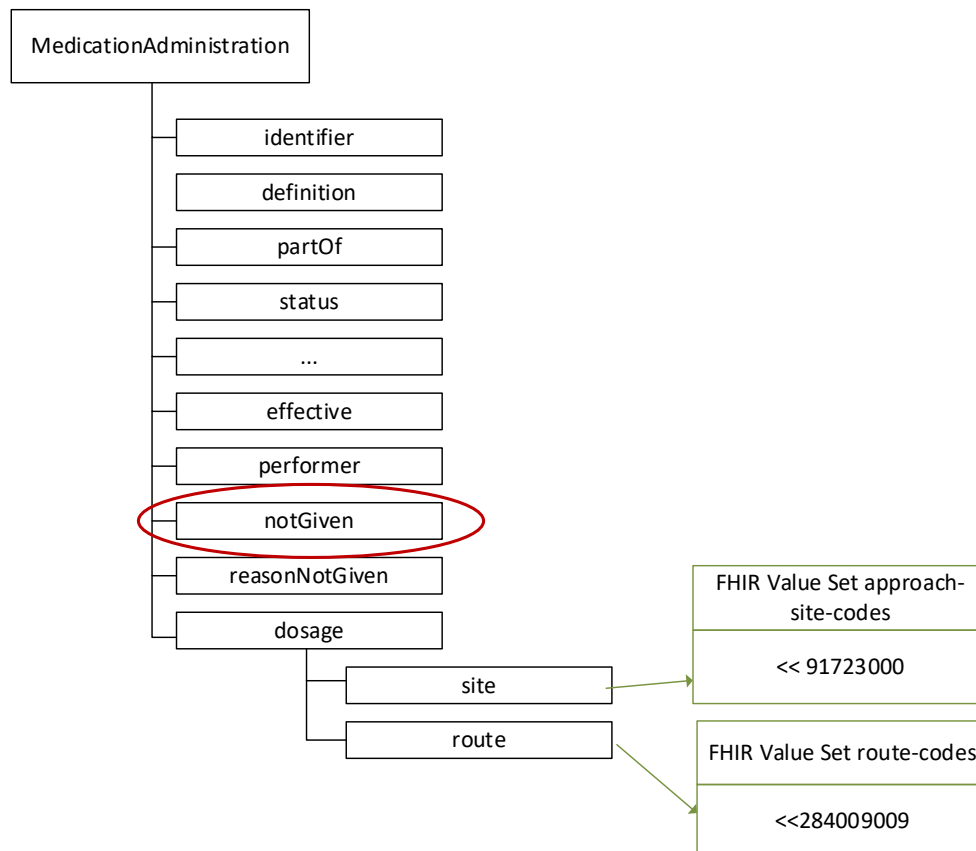 MedicationAdministration
identifier
definition
partOf
status
...
effective
performer
notGiven
reasonNotGiven
dosage
site
route
FHIR Value Set approach-
site-codes
<< 91723000
FHIR Value Set route-codes
<<284009009